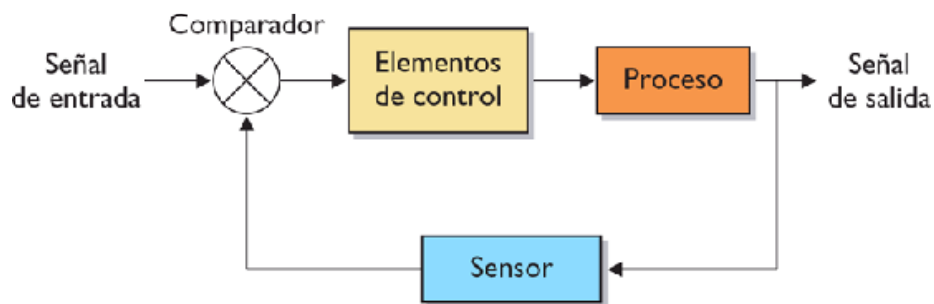 Comparador
Señal
de entrada
Elementos
de control
Proceso
Señal
de salida
Sensor